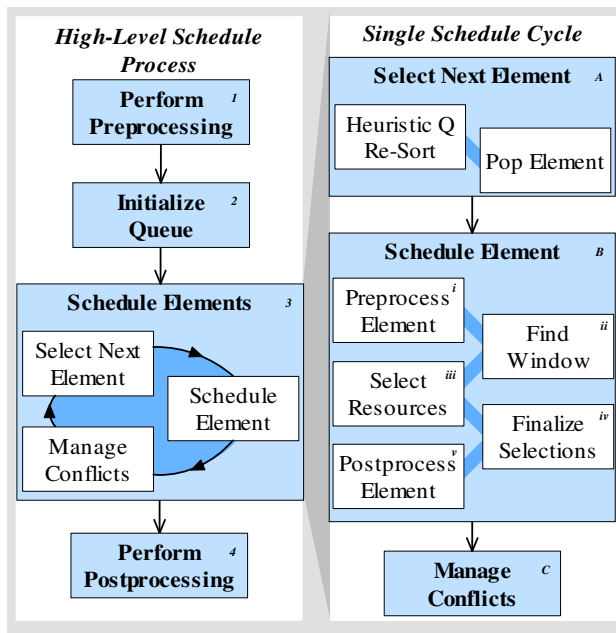 High-Level Schedule
Process
Perform 1
Preprocessing
Initialize 2
Queue
Schedule Elements 3
Select Next
Element
Schedule
Element
Manage
Conflicts
Perform 4
Postprocessing
Single Schedule Cycle
Select Next Element A
Heuristic Q
Re-Sort
Pop Element
Schedule Element B
Preprocess i
Element
Find ii
Window
Select iii
Resources
Finalize iv
Selections
Postprocess v
Element
Manage C
Conflicts